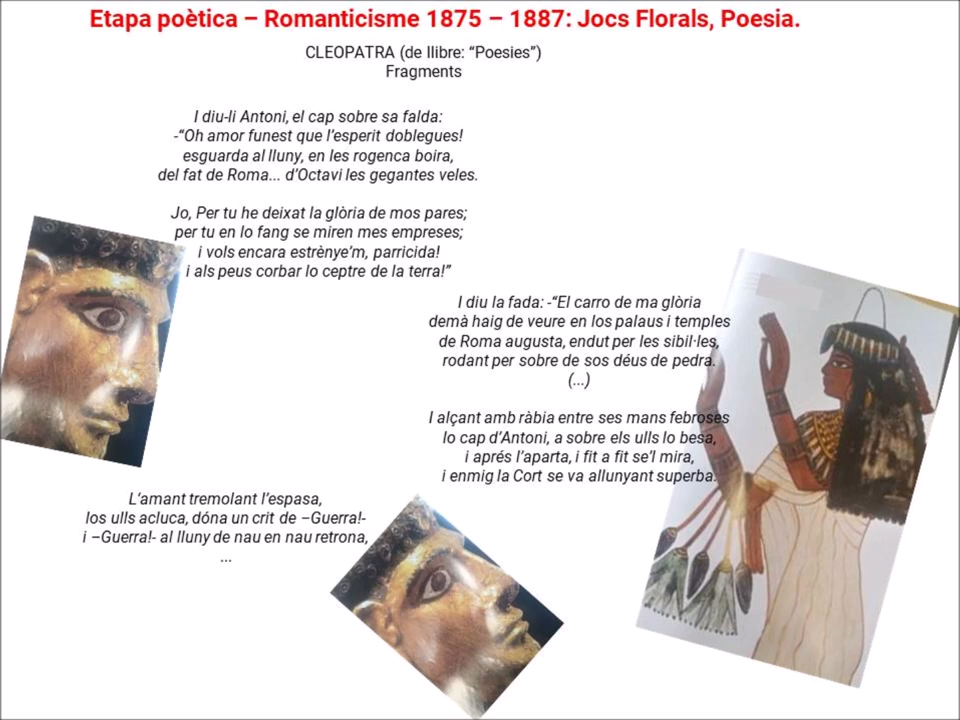 Etapa poètica – Romanticisme 1875 – 1887: Jocs Florals, Poesia.
CLEOPATRA (de llibre: “Poesies”)
Fragments
I diu-li Antoni, el cap sobre sa falda:
-“Oh amor funest que l’esperit doblegues!
esguarda al lluny, en les rogenca boira,
del fat de Roma... d’Octavi les gegantes veles.
Jo, Per tu he deixat la glòria de mos pares;
per tu en lo fang se miren mes empreses;
i vols encara estrènye’m, parricida!
i als peus corbar lo ceptre de la terra!”
I diu la fada: -“El carro de ma glòria
demà haig de veure en los palaus i temples
de Roma augusta, endut per les sibil·les,
rodant per sobre de sos déus de pedra.
(...)
I alçant amb ràbia entre ses mans febroses
lo cap d’Antoni, a sobre els ulls lo besa,
i aprés l’aparta, i fit a fit se’l mira,
i enmig la Cort se va allunyant superba.
L’amant tremolant l’espasa,
los ulls acluca, dóna un crit de –Guerra!-
i –Guerra!- al lluny de nau en nau retrona,
...